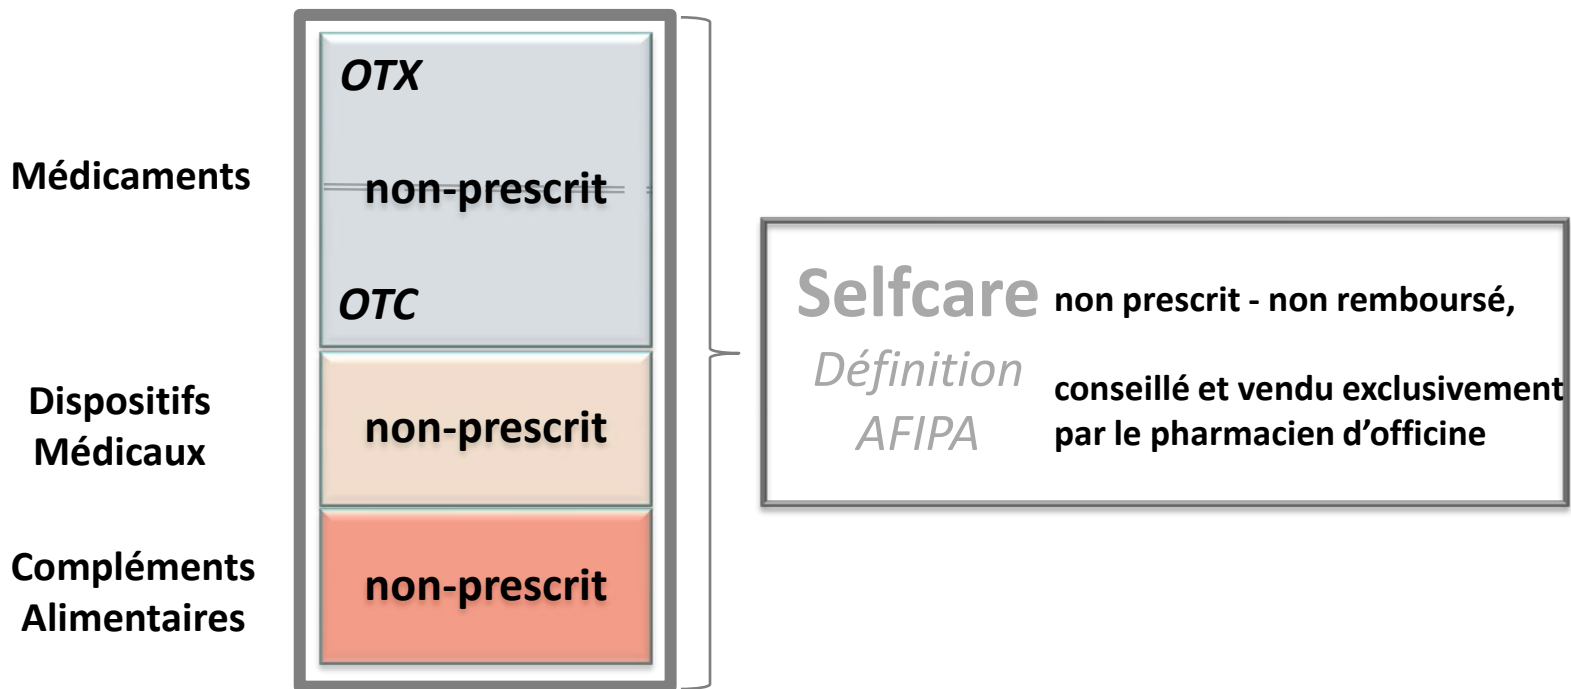 OTX
Médicaments
non-prescrit
OTC
Dispositifs
Médicaux
non-prescrit
Compléments
Alimentaires
non-prescrit
Selfcare
Définition
AFIPA
non prescrit - non remboursé,
conseillé et vendu exclusivement
par le pharmacien d’officine